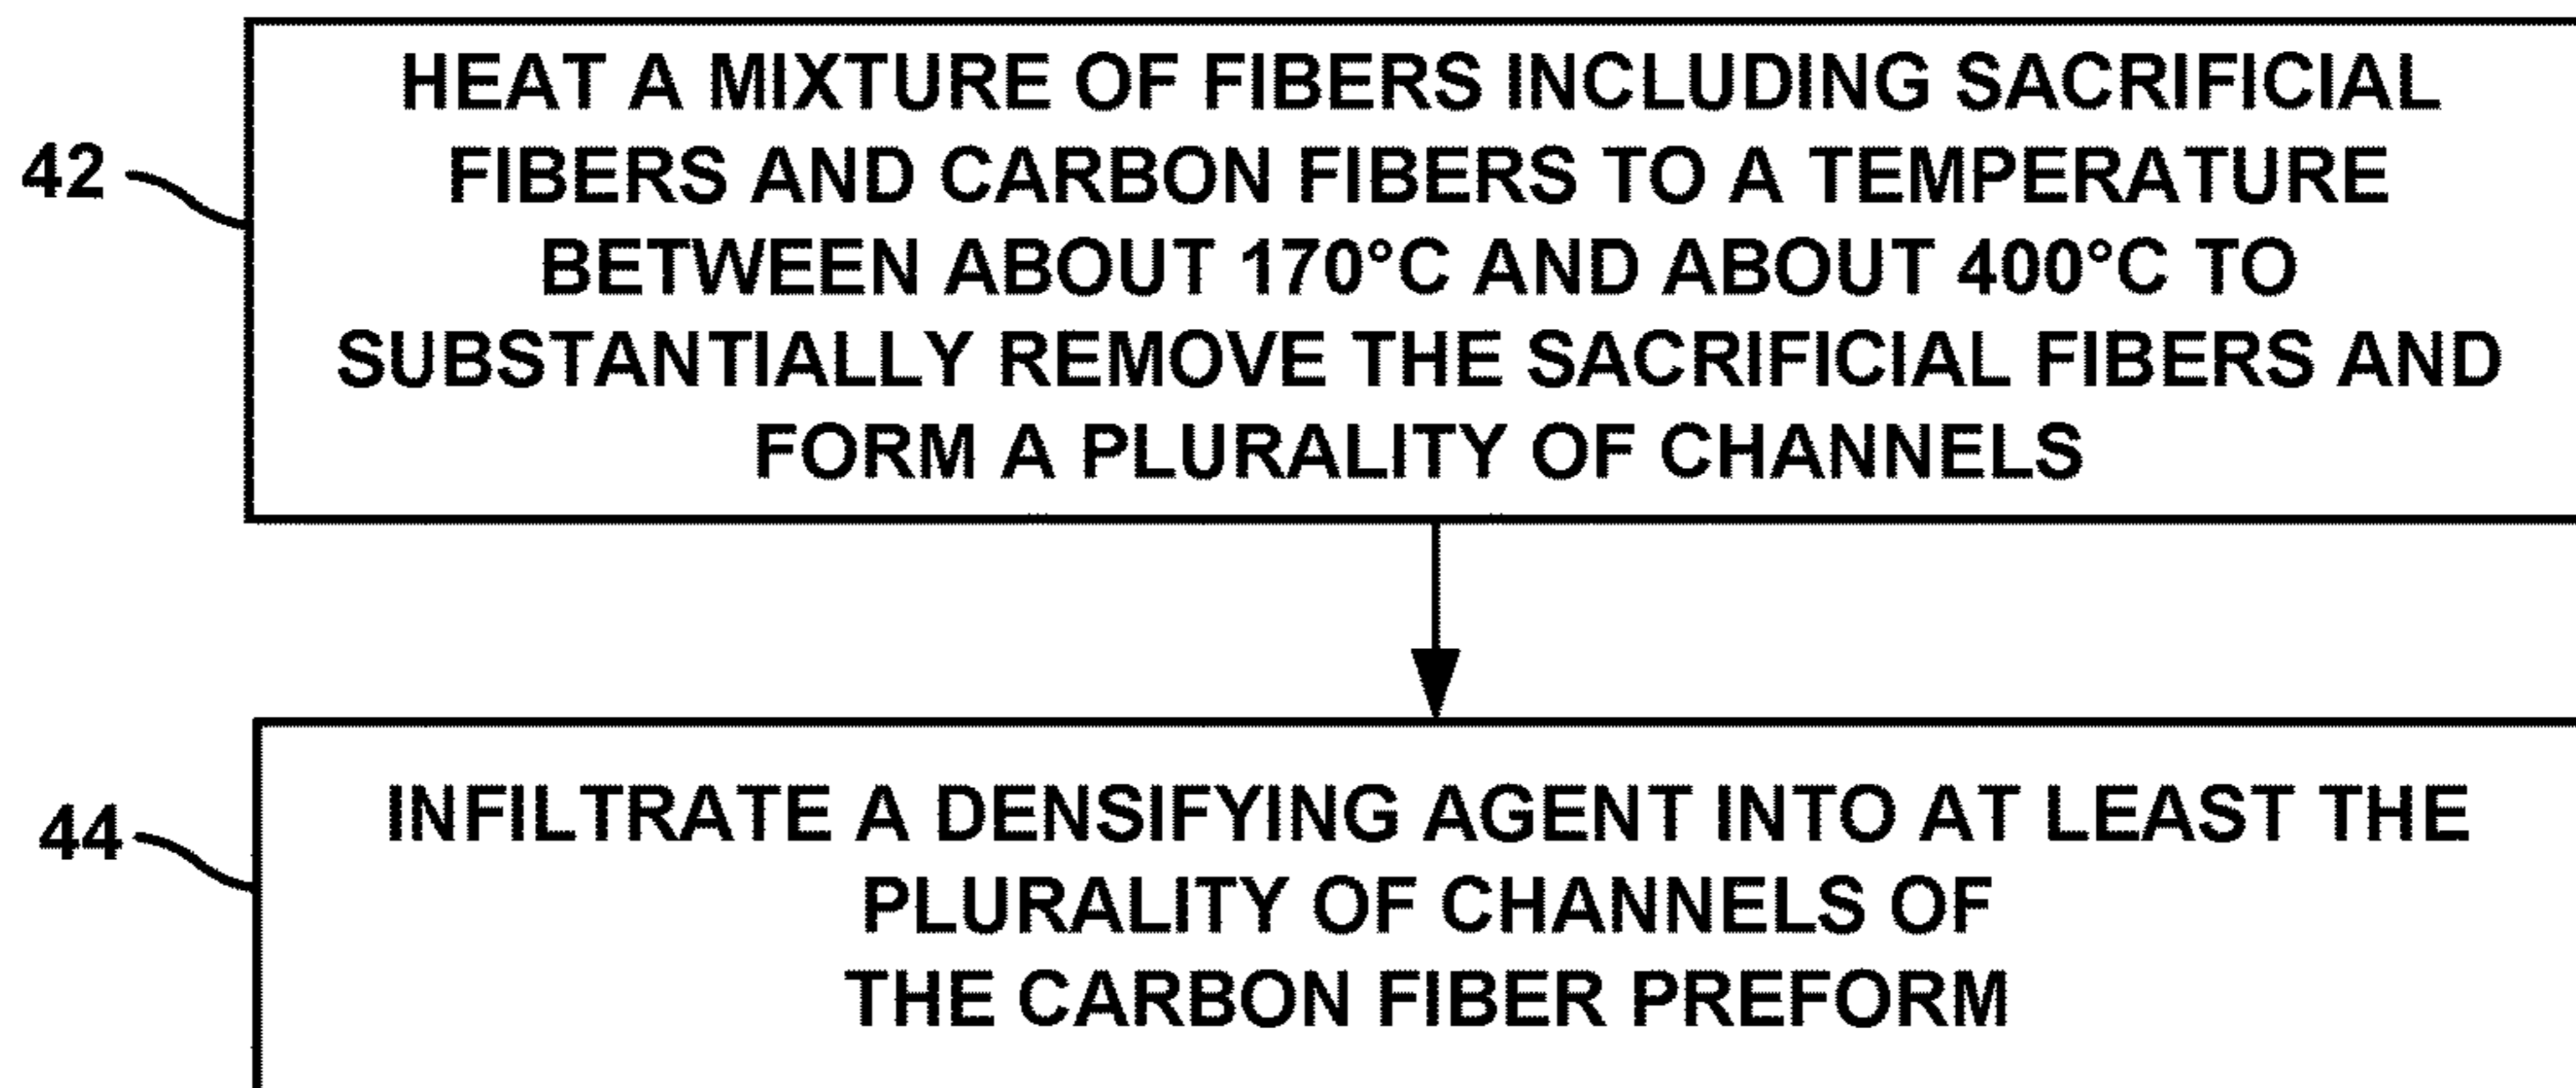 HEAT A MIXTURE OF FIBERS INCLUDING SACRIFICIAL
FIBERS AND CARBON FIBERS TO A TEMPERATURE
42
BETWEEN ABOUT 170°C AND ABOUT 400°C TO
SUBSTANTIALLY REMOVE THE SACRIFICIAL FIBERS AND
FORM A PLURALITY OF CHANNELS
INFILTRATE A DENSIFYING AGENT INTO AT LEAST THE
44
PLURALITY OF CHANNELS OF
THE CARBON FIBER PREFORM